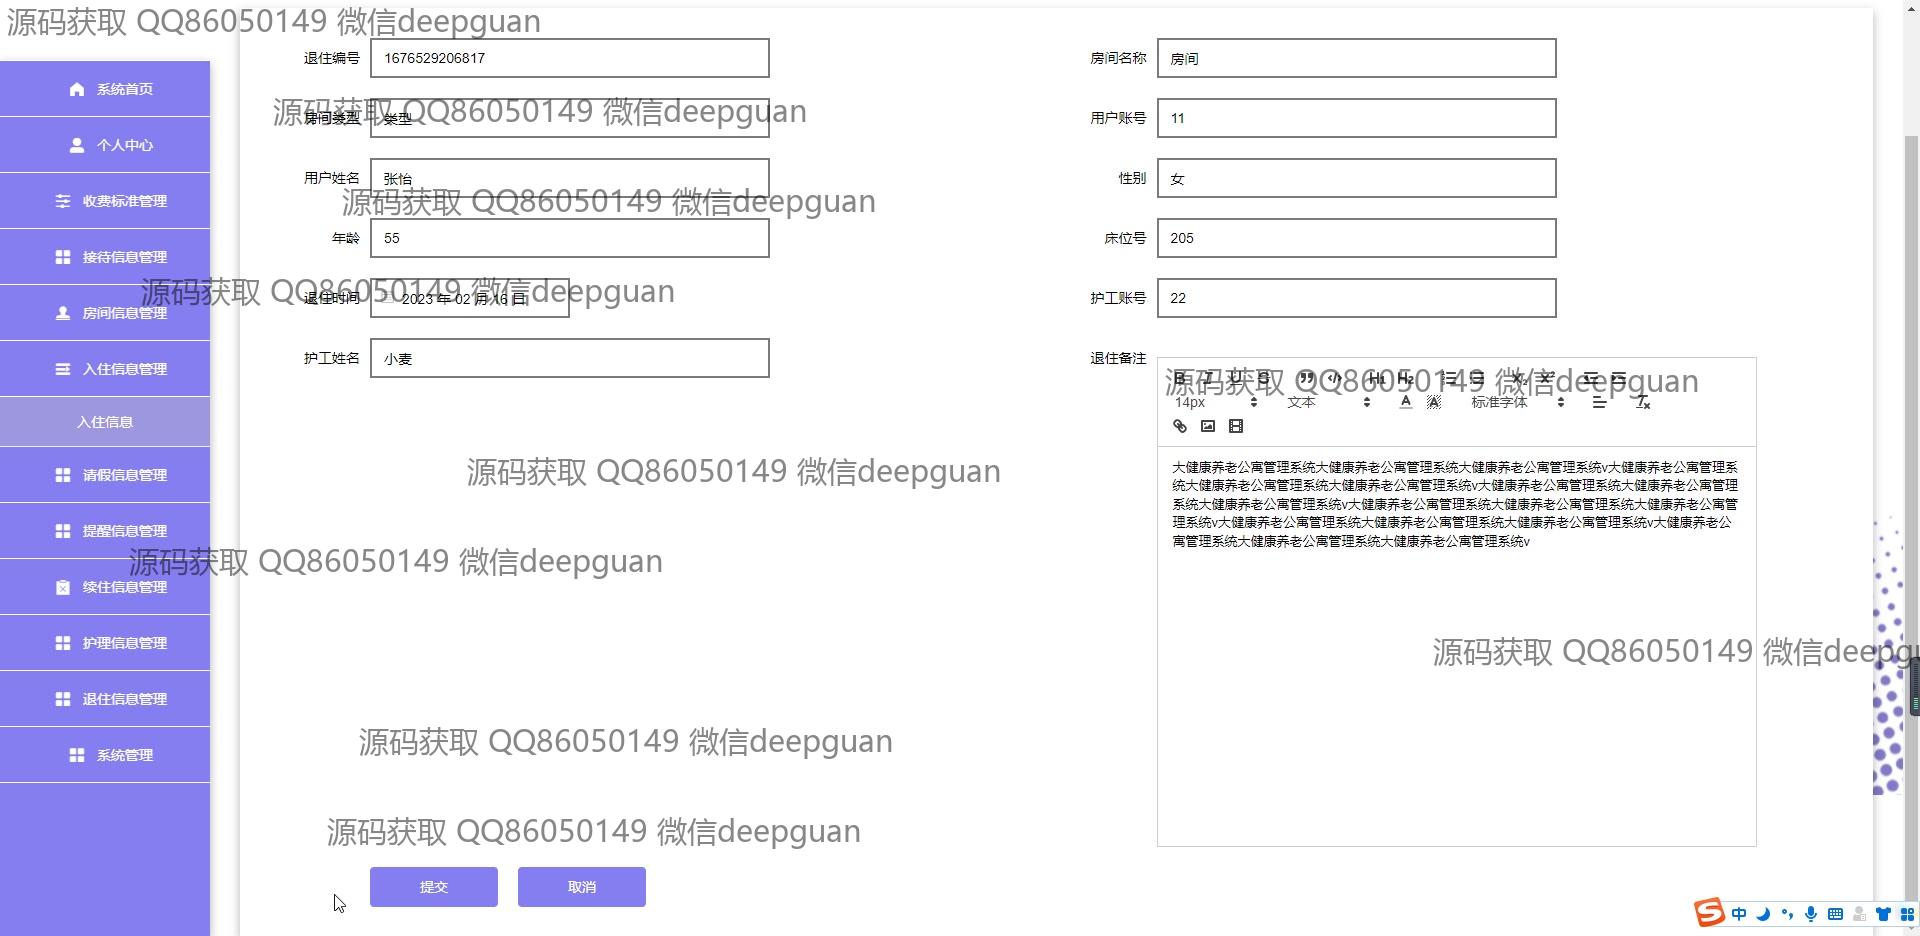 源码获取 QQ86050149 微信deepguan
退住编号 1676529206817 房间名称 房间
系统首页
源码获取 QQ86050149 微信deepguan
房间类型 类型 用户账号 11
个人中心
用户姓名 张怡 性别 女
收费标准管理
源码获取 QQ86050149 微信deepguan
年龄 55 床位号 205
接待信息管理
源码获取 QQ86050149 微信deepguan
退住时间 2023 年 02 月 16 日 护工账号 22
房间信息管理
护工姓名 小麦 退住备注
入住信息管理
源码获取 QQ86050149 微信deepguan
B I U S H1 H2 X₂ X²
14px 文本 A A 标准字体
入住信息
大健康养老公寓管理系统大健康养老公寓管理系统大健康养老公寓管理系统v大健康养老公寓管理系
统大健康养老公寓管理系统大健康养老公寓管理系统v大健康养老公寓管理系统大健康养老公寓管理
系统大健康养老公寓管理系统v大健康养老公寓管理系统大健康养老公寓管理系统大健康养老公寓管
理系统v大健康养老公寓管理系统大健康养老公寓管理系统大健康养老公寓管理系统v大健康养老公
寓管理系统大健康养老公寓管理系统大健康养老公寓管理系统v
源码获取 QQ86050149 微信deepguan
请假信息管理
提醒信息管理
源码获取 QQ86050149 微信deepguan
续住信息管理
护理信息管理
源码获取 QQ86050149 微信deepgu
退住信息管理
源码获取 QQ86050149 微信deepguan
系统管理
源码获取 QQ86050149 微信deepguan
提交 取消
S 中